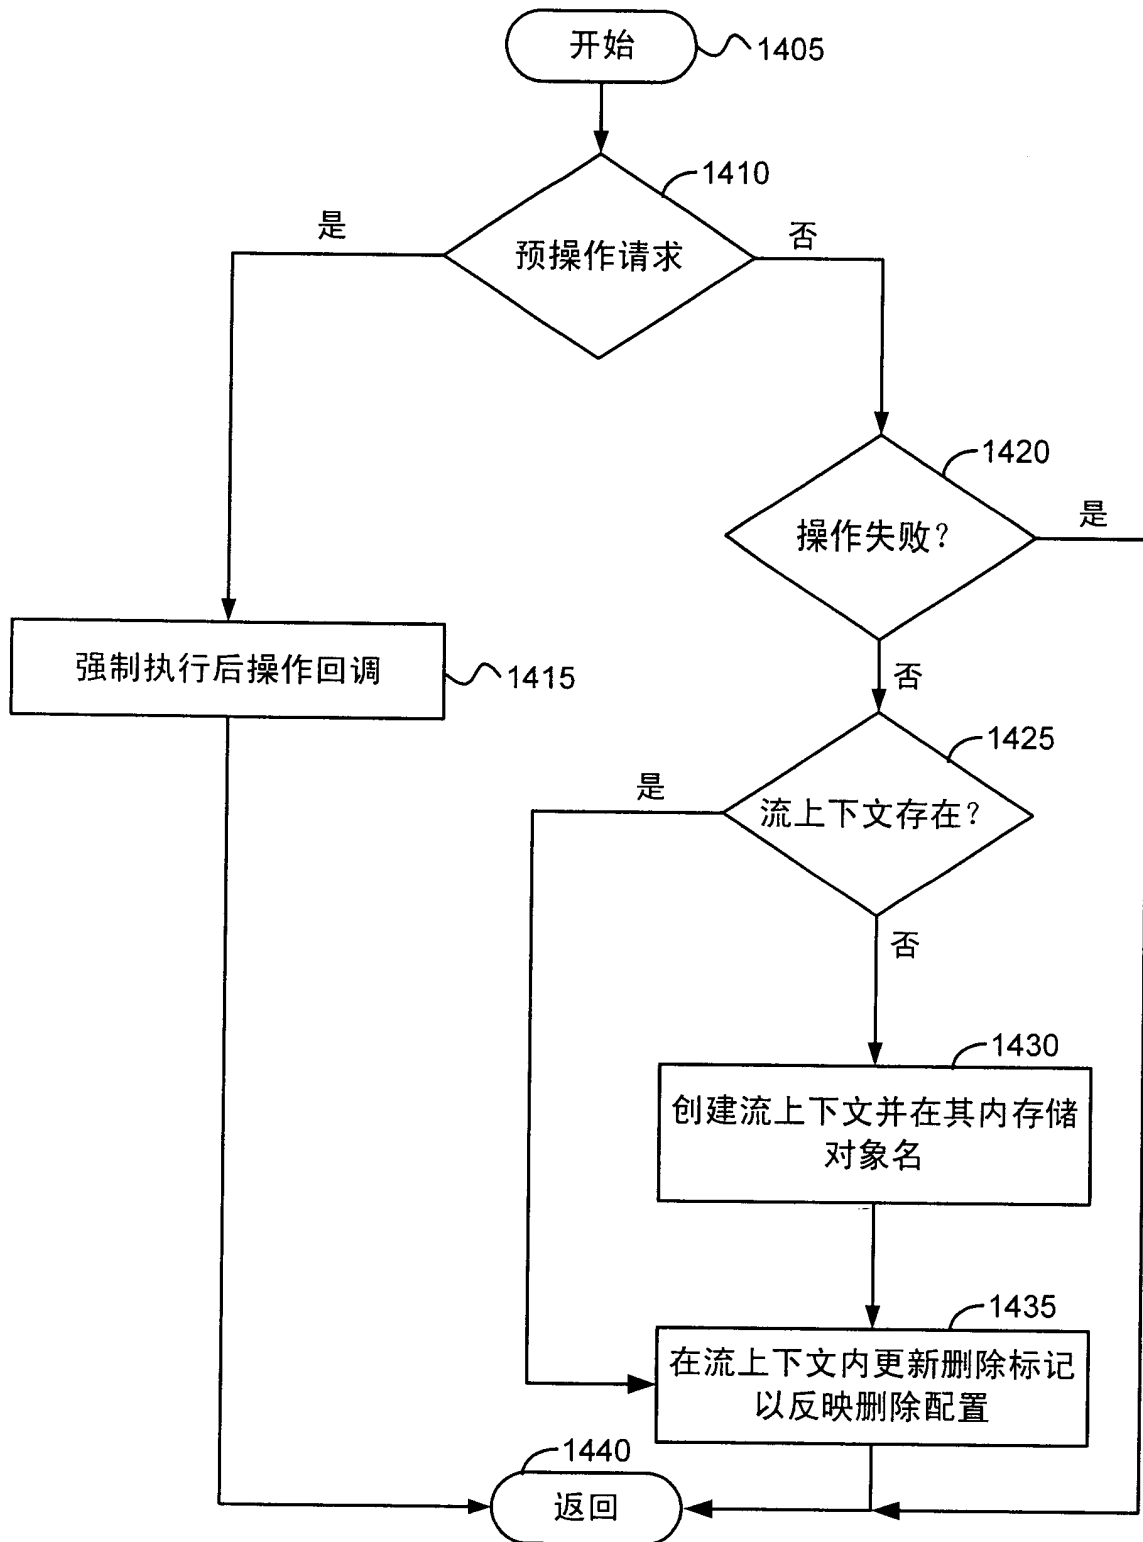 开始
1405
1410
是
预操作请求
否
1420
操作失败？
是
强制执行后操作回调
1415
否
1425
是
流上下文存在？
否
1430
创建流上下文并在其内存储
对象名
1435
在流上下文内更新删除标记
以反映删除配置
1440
返回